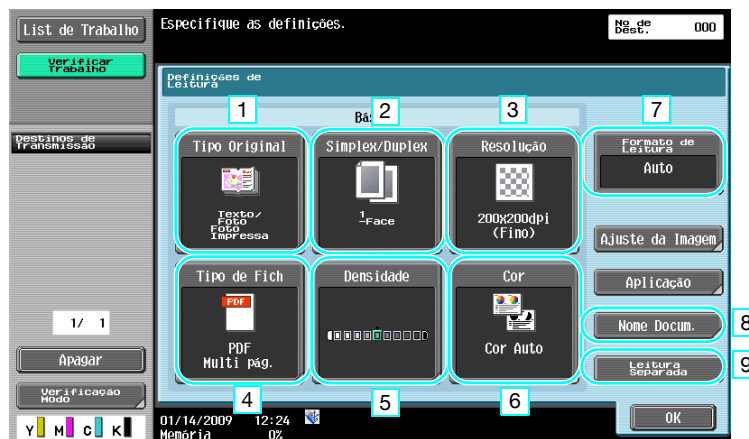 List de Trabalho
Especifique as definições.
Nº de
Dest.
000
Verificar
Trabalho
Definições de
Leitura
1
2
3
7
Destinos de
Transmissão
Tipo Original
Simplex/Duplex
Resolução
Formato de
Leitura
Auto
Texto/
Foto
Foto
Impressa
1-Face
200x200dpi
(Fino)
Ajuste da Imagem
Tipo de Fich
Densidade
Cor
Aplicação
PDF
1/ 1
PDF
Multi pág.
Cor Auto
Nome Docum.
8
Apagar
Leitura
Separada
9
Verificação
Modo
4
5
6
Y M C K
01/14/2009 12:24
Memória 0%
OK